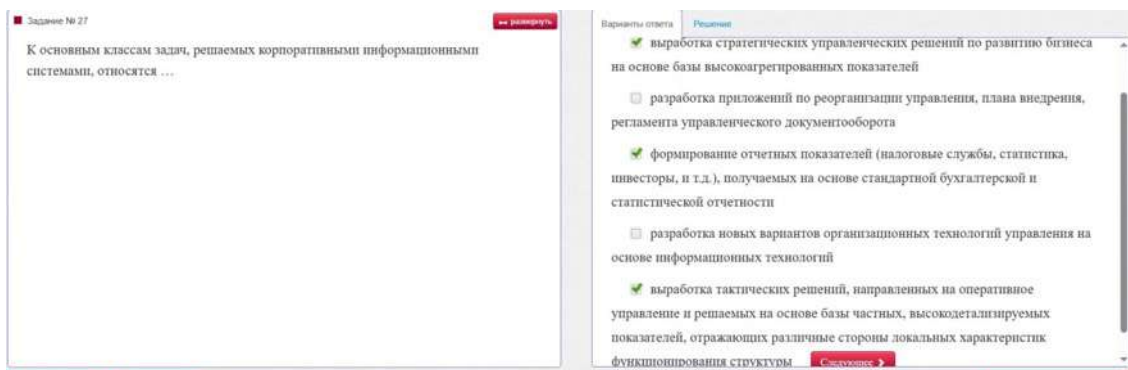 Задание № 27
развернуть
К основным классам задач, решаемых корпоративными информационными
системами, относятся …
Варианты ответа
Решение
выработка стратегических управленческих решений по развитию бизнеса
на основе базы высокоагрегированных показателей
разработка приложений по реорганизации управления, плана внедрения,
регламента управленческого документооборота
формирование отчетных показателей (налоговые службы, статистика,
инвесторы, и т.д.), получаемых на основе стандартной бухгалтерской и
статистической отчетности
разработка новых вариантов организационных технологий управления на
основе информационных технологий
выработка тактических решений, направленных на оперативное
управление и решаемых на основе базы частных, высокодетализируемых
показателей, отражающих различные стороны локальных характеристик
функционирования структуры
Следующее